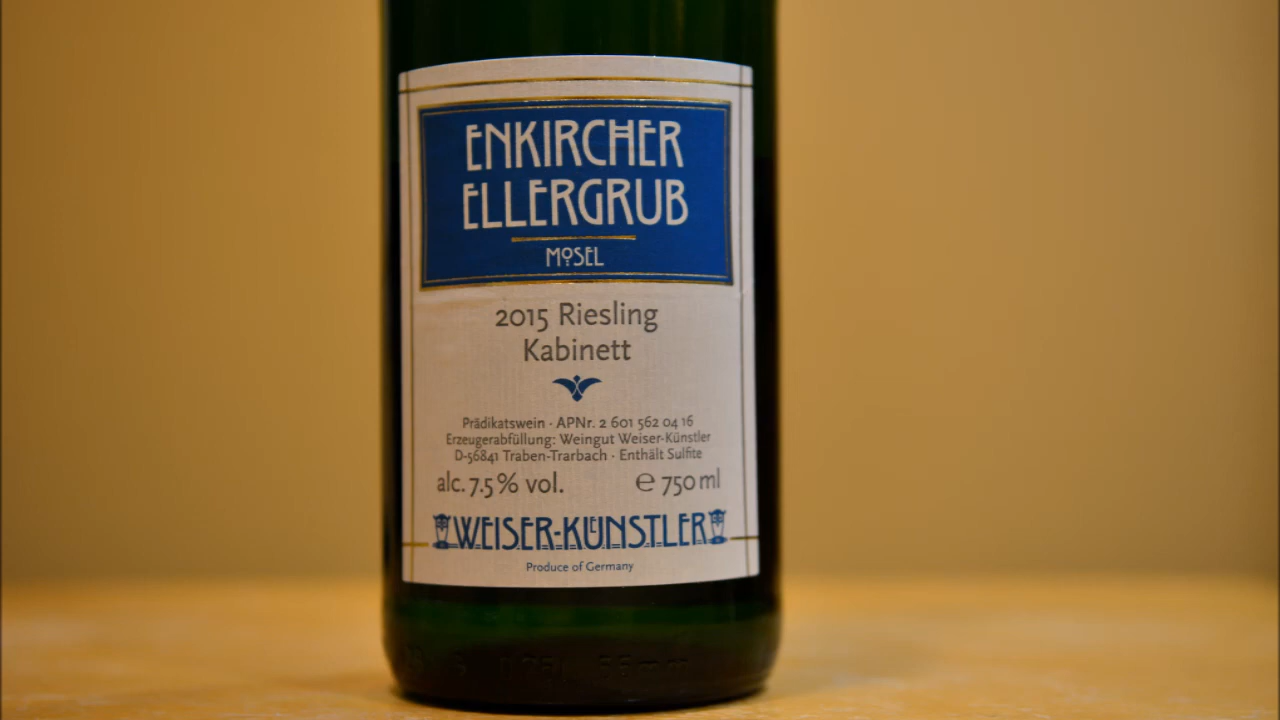 ENKIRCHER
ELLERGRUB
MOSEL
2015 Riesling
Kabinett
Prädikatswein · APNr. 2 601 562 04 16
Erzeugerabfüllung: Weingut Weiser-Künstler
D-56841 Traben-Trarbach · Enthält Sulfite
alc. 7.5% vol. ℮ 750 ml
WEISER-KÜNSTLER
Produce of Germany